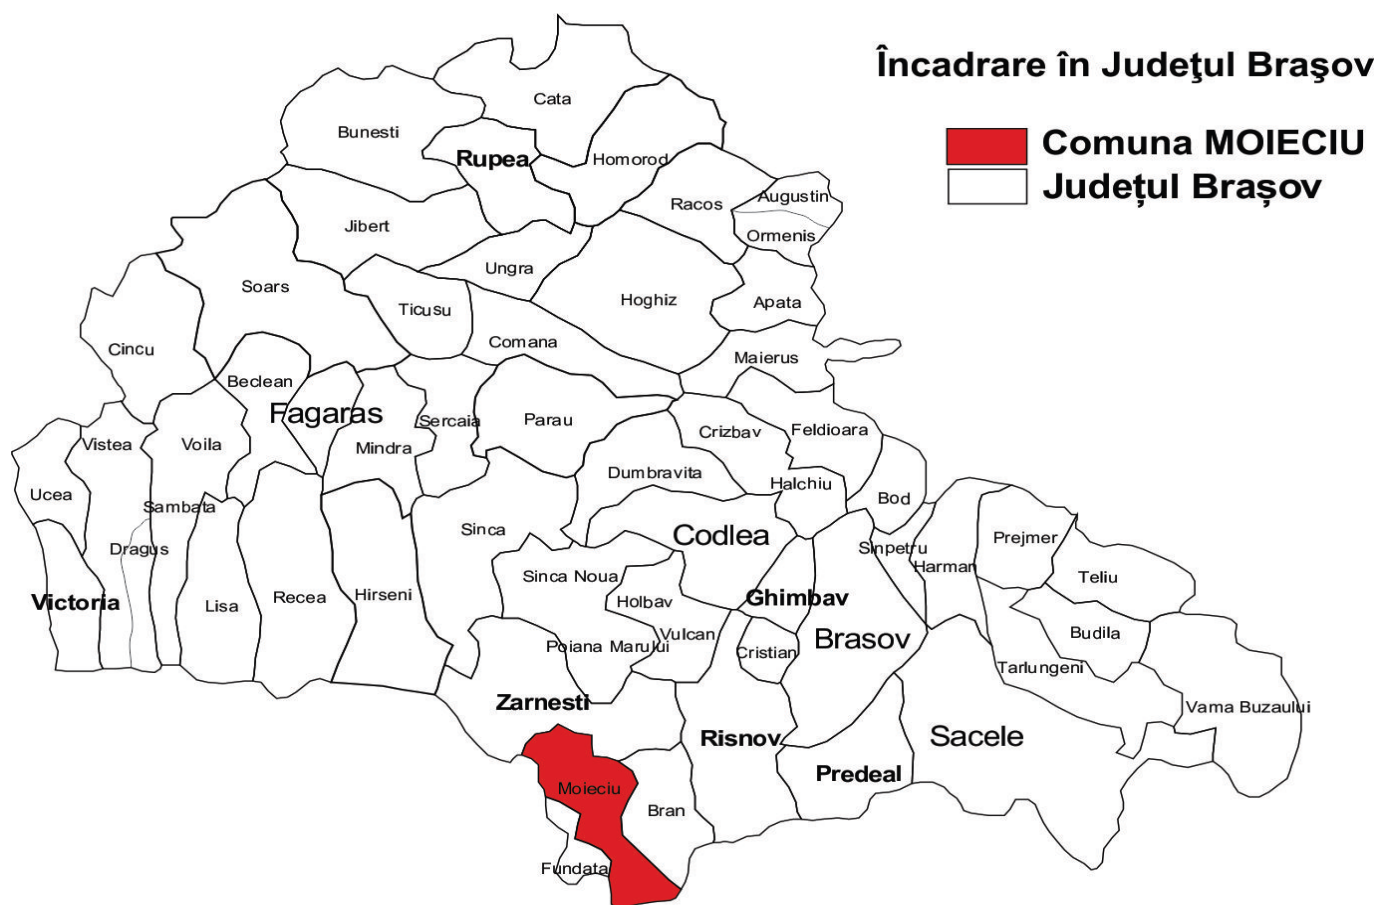 Încadrare în Judeţul Braşov
Comuna MOIECIU
Județul Brașov
Cata
Bunesti
Rupea
Homorod
Augustin
Racos
Jibert
Ormenis
Ungra
Soars
Hoghiz
Apata
Ticusu
Comana
Cincu
Maierus
Beclean
Fagaras
Sercaia
Parau
Crizbav
Feldioara
Vistea
Voila
Mindra
Dumbravita
Halchiu
Ucea
Bod
Sambata
Sinca
Codlea
Prejmer
Dragus
Sinpetru
Harman
Sinca Noua
Teliu
Victoria
Lisa
Recea
Hirseni
Holbav
Ghimbav
Vulcan
Brasov
Budila
Poiana Marului
Cristian
Tarlungeni
Zarnesti
Vama Buzaului
Risnov
Sacele
Predeal
Moieciu
Bran
Fundata